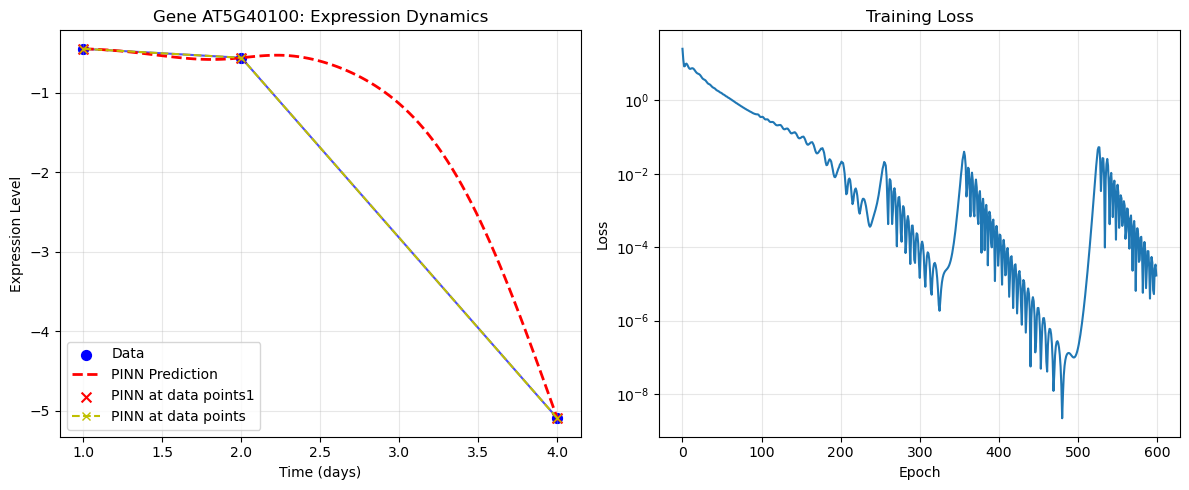 Gene AT5G40100: Expression Dynamics
Expression Level
−1
−2
−3
−4
−5
Data
PINN Prediction
PINN at data points1
PINN at data points
1.0 1.5 2.0 2.5 3.0 3.5 4.0
Time (days)
Training Loss
Loss
10⁰
10⁻²
10⁻⁴
10⁻⁶
10⁻⁸
0 100 200 300 400 500 600
Epoch